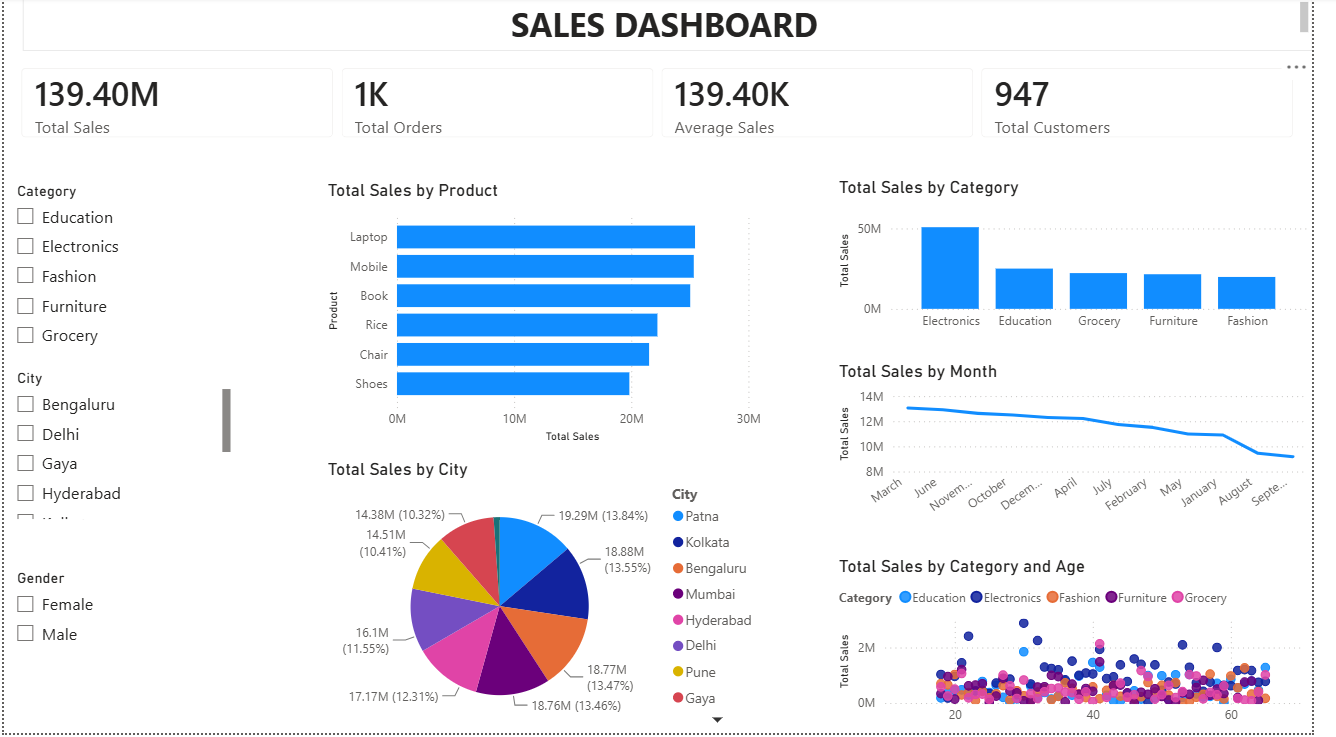 SALES DASHBOARD
139.40M
Total Sales
1K
Total Orders
139.40K
Average Sales
947
Total Customers
Category
Education
Electronics
Fashion
Furniture
Grocery
City
Bengaluru
Delhi
Gaya
Hyderabad
Gender
Female
Male
Total Sales by Product
Product
Laptop
Mobile
Book
Rice
Chair
Shoes
0M 10M 20M 30M
Total Sales
Total Sales by City
19.29M (13.84%)
18.88M
(13.55%)
18.77M
(13.47%)
18.76M (13.46%)
17.17M (12.31%)
16.1M
(11.55%)
14.51M
(10.41%)
14.38M (10.32%)
City
Patna
Kolkata
Bengaluru
Mumbai
Hyderabad
Delhi
Pune
Gaya
Total Sales by Category
Total Sales
50M
0M
Electronics Education Grocery Furniture Fashion
Total Sales by Month
Total Sales
14M
12M
10M
8M
March June Novem... October Decem... April July February May January August Septe...
Total Sales by Category and Age
Category Education Electronics Fashion Furniture Grocery
Total Sales
2M
0M
20 40 60